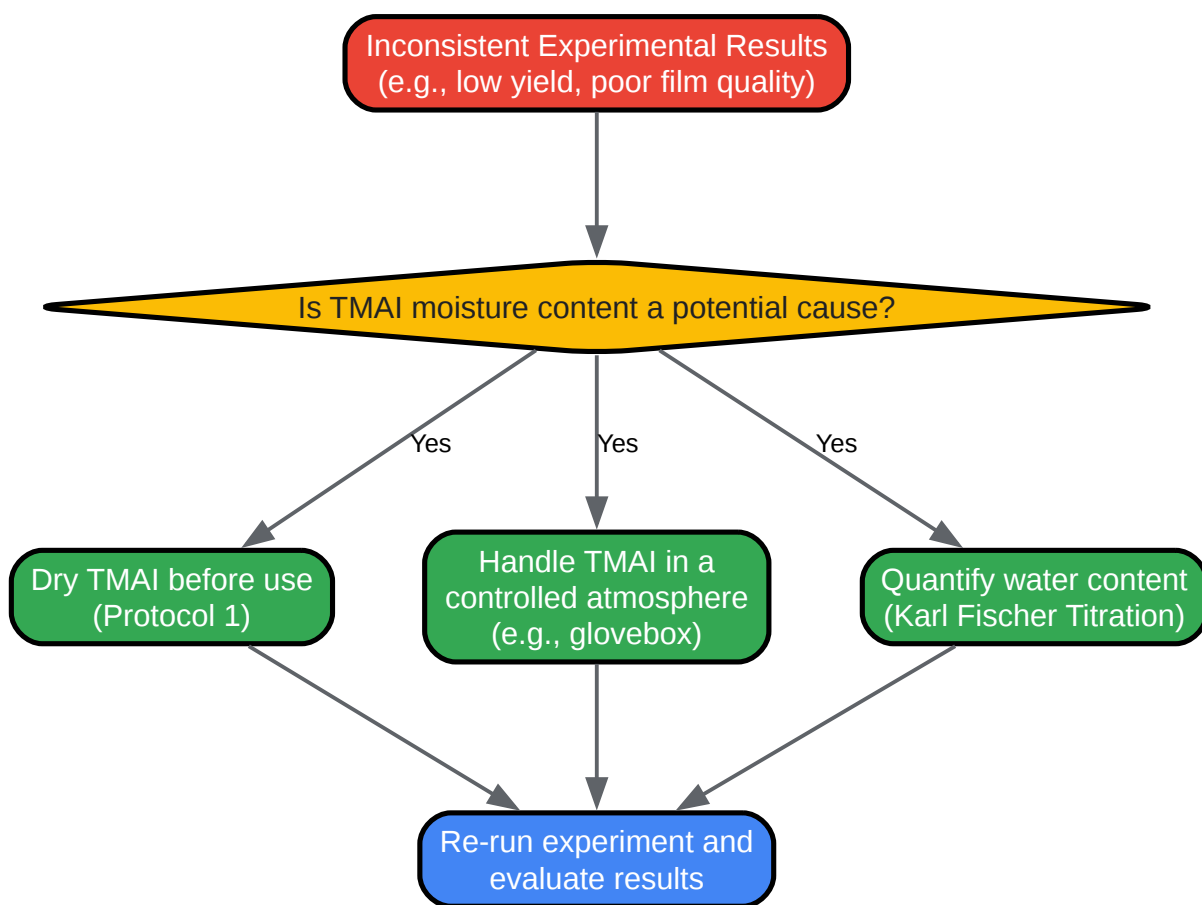 Inconsistent Experimental Results
(e.g., low yield, poor film quality)
Is TMAI moisture content a potential cause?
Yes
Yes
Yes
Dry TMAI before use
(Protocol 1)
Handle TMAI in a
controlled atmosphere
(e.g., glovebox)
Quantify water content
(Karl Fischer Titration)
Re-run experiment and
evaluate results